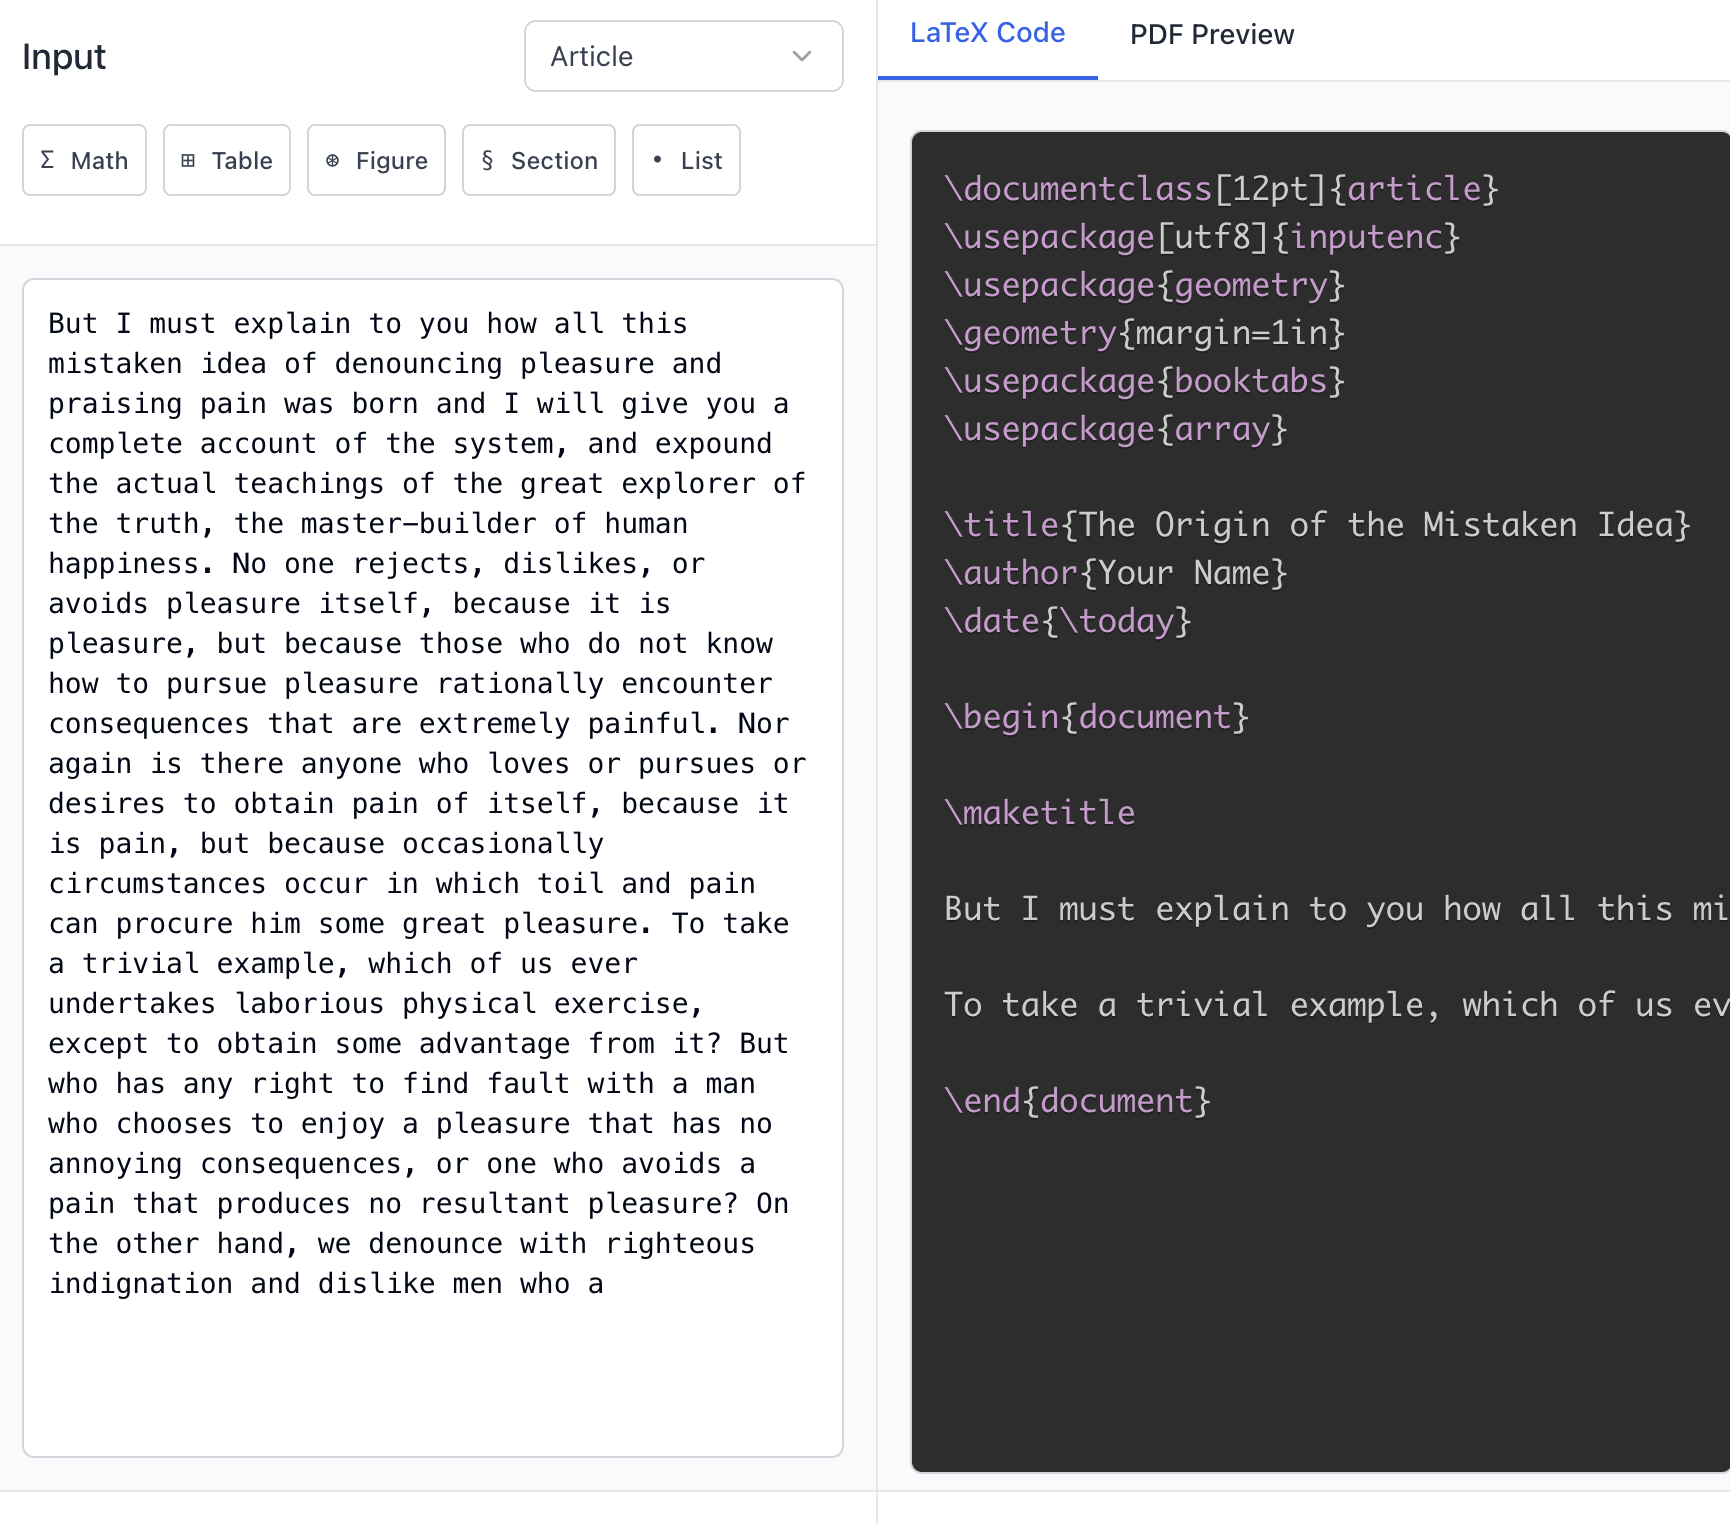 Input
Article
Σ Math
⊞ Table
⊛ Figure
§ Section
• List
But I must explain to you how all this
mistaken idea of denouncing pleasure and
praising pain was born and I will give you a
complete account of the system, and expound
the actual teachings of the great explorer of
the truth, the master-builder of human
happiness. No one rejects, dislikes, or
avoids pleasure itself, because it is
pleasure, but because those who do not know
how to pursue pleasure rationally encounter
consequences that are extremely painful. Nor
again is there anyone who loves or pursues or
desires to obtain pain of itself, because it
is pain, but because occasionally
circumstances occur in which toil and pain
can procure him some great pleasure. To take
a trivial example, which of us ever
undertakes laborious physical exercise,
except to obtain some advantage from it? But
who has any right to find fault with a man
who chooses to enjoy a pleasure that has no
annoying consequences, or one who avoids a
pain that produces no resultant pleasure? On
the other hand, we denounce with righteous
indignation and dislike men who a
LaTeX Code
PDF Preview
\documentclass[12pt]{article}
\usepackage[utf8]{inputenc}
\usepackage{geometry}
\geometry{margin=1in}
\usepackage{booktabs}
\usepackage{array}
\title{The Origin of the Mistaken Idea}
\author{Your Name}
\date{\today}
\begin{document}
\maketitle
But I must explain to you how all this mi
To take a trivial example, which of us ev
\end{document}